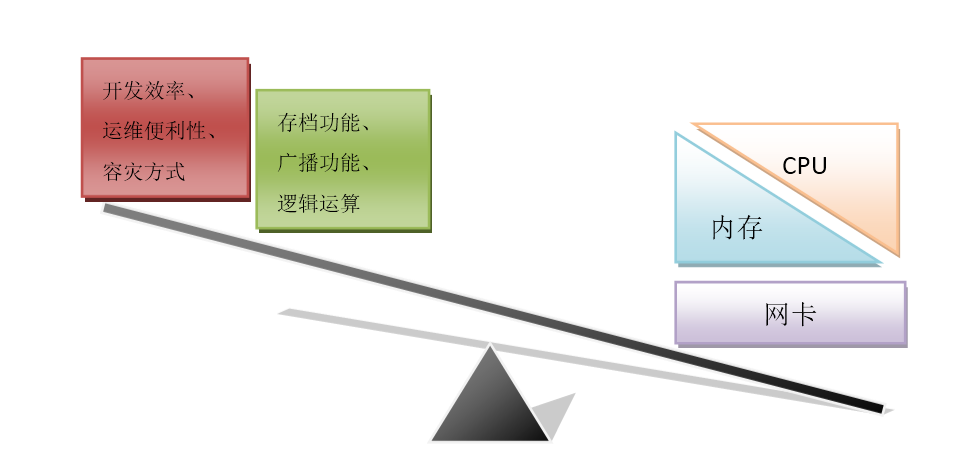 开发效率、
运维便利性、
容灾方式
存档功能、
广播功能、
逻辑运算
CPU
内存
网卡